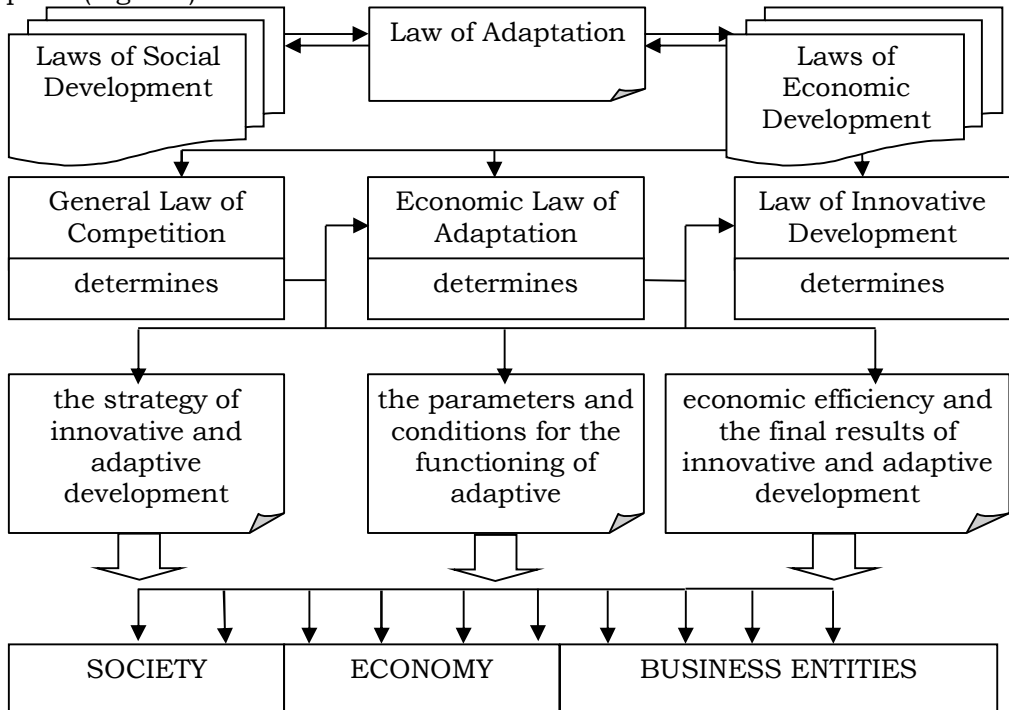 Law of Adaptation
Laws of Social
Development
Laws of
Economic
Development
General Law of
Competition
determines
Economic Law of
Adaptation
determines
Law of Innovative
Development
determines
the strategy of
innovative and
adaptive
development
the parameters and
conditions for the
functioning of
adaptive
economic efficiency and
the final results of
innovative and adaptive
development
SOCIETY
ECONOMY
BUSINESS ENTITIES